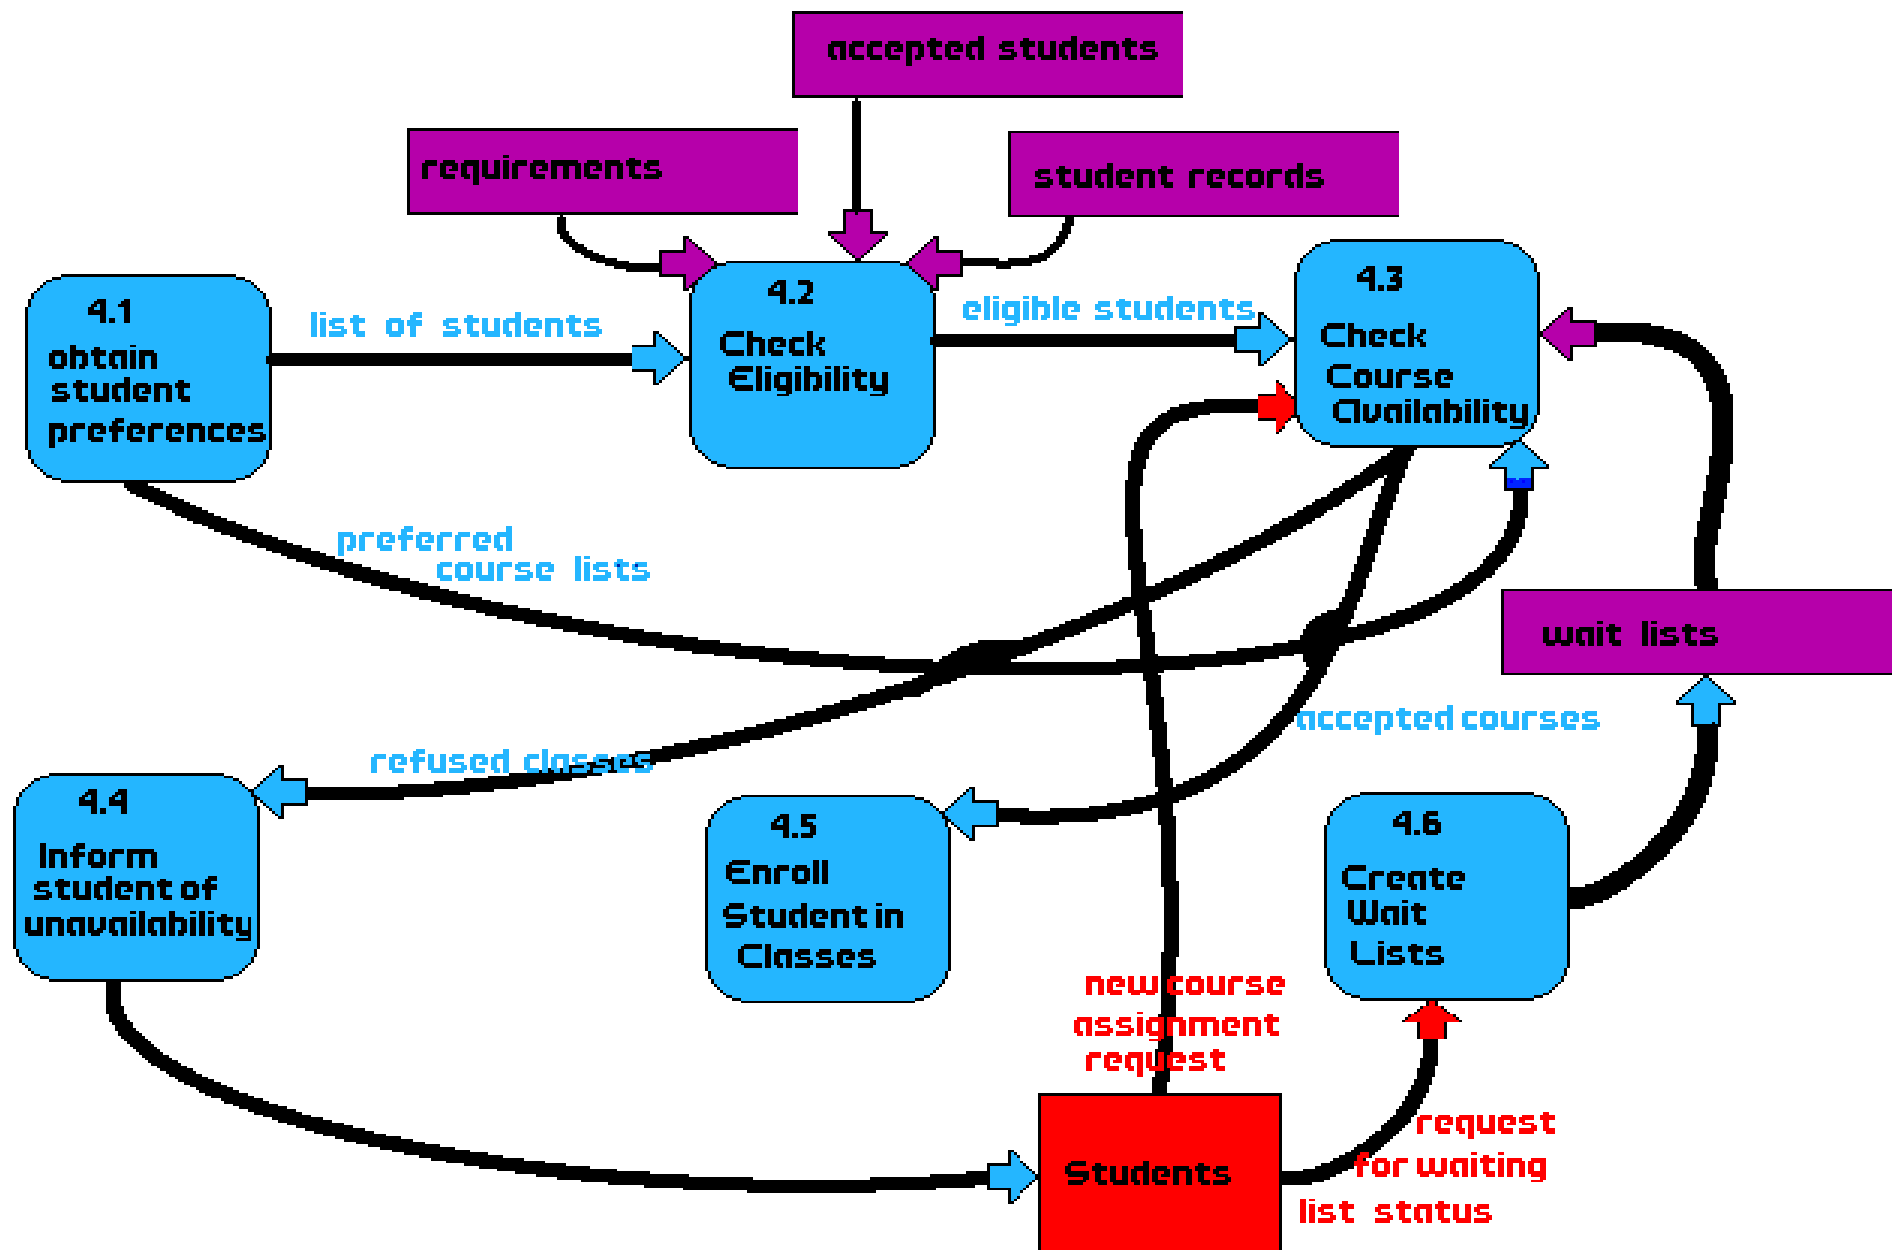 accepted students
requirements
student records
4.1
obtain
student
preferences
list of students
4.2
Check
Eligibility
eligible students
4.3
Check
Course
Availability
preferred
course lists
wait lists
accepted courses
refused classes
4.4
Inform
student of
unavailability
4.5
Enroll
Student in
Classes
4.6
Create
Wait
Lists
new course
assignment
request
Students
request
for waiting
list status